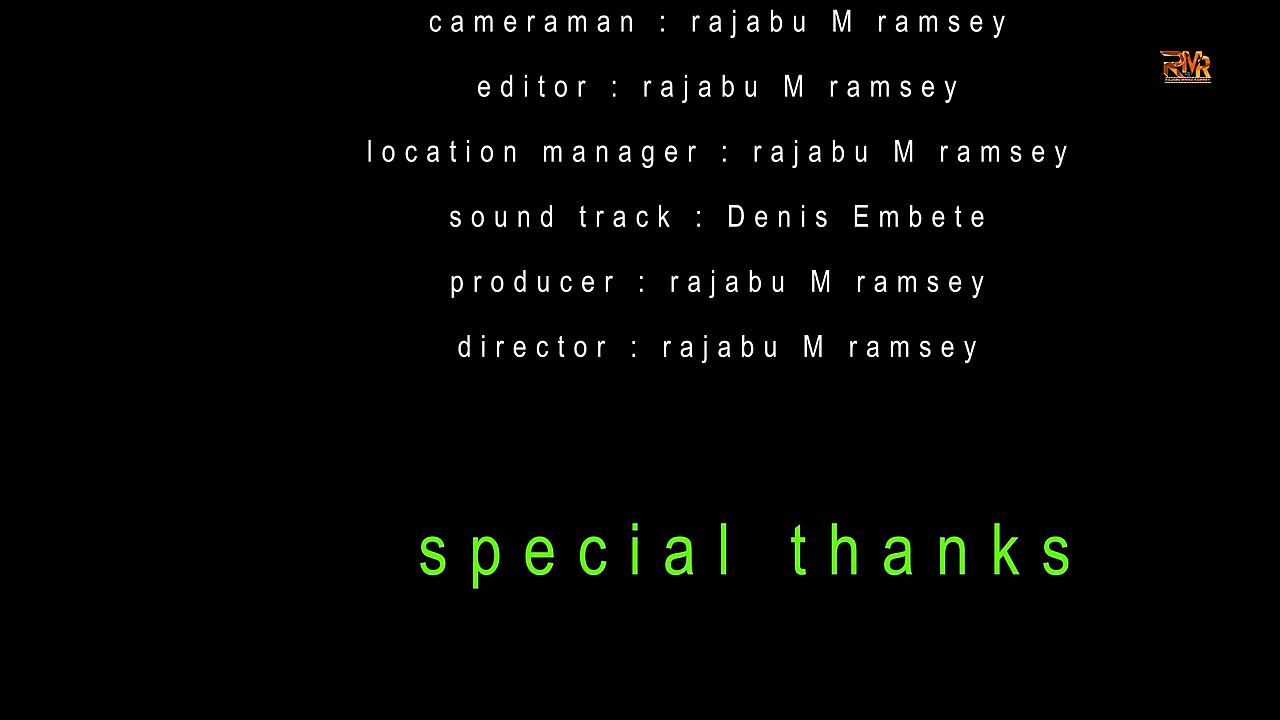 cameraman : rajabu M ramsey
RMR
editor : rajabu M ramsey
location manager : rajabu M ramsey
sound track : Denis Embete
producer : rajabu M ramsey
director : rajabu M ramsey
special thanks